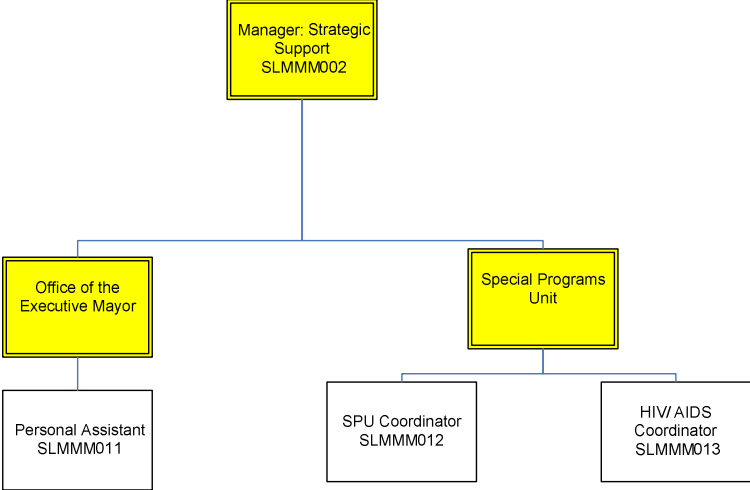 Manager: Strategic
Support
SLMMM002
Office of the
Executive Mayor
Special Programs
Unit
Personal Assistant
SLMMM011
SPU Coordinator
SLMMM012
HIV/ AIDS
Coordinator
SLMMM013